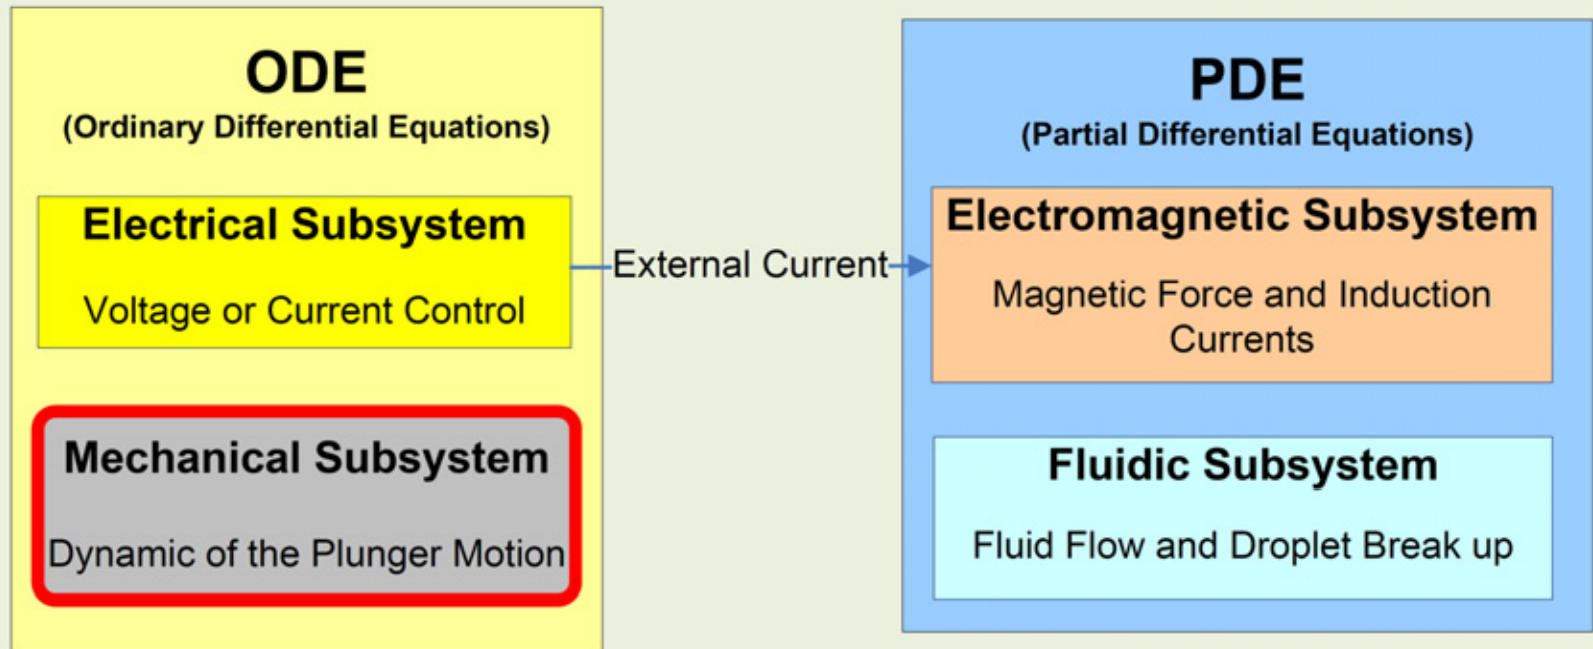 ODE
(Ordinary Differential Equations)
Electrical Subsystem
Voltage or Current Control
Mechanical Subsystem
Dynamic of the Plunger Motion
External Current
PDE
(Partial Differential Equations)
Electromagnetic Subsystem
Magnetic Force and Induction
Currents
Fluidic Subsystem
Fluid Flow and Droplet Break up